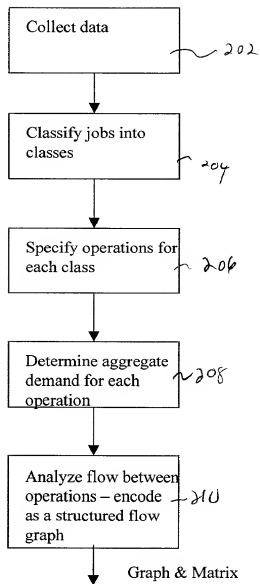 Collect data
202
Classify jobs into
classes
204
Specify operations for
each class
206
Determine aggregate
demand for each
operation
208
Analyze flow between
operations – encode
as a structured flow
graph
210
Graph & Matrix